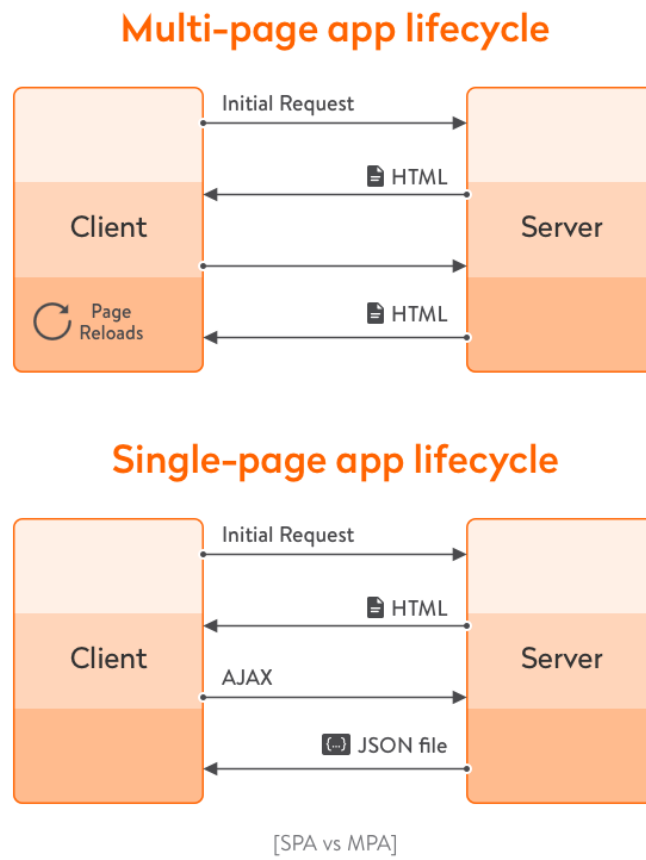 Multi-page app lifecycle
Initial Request
HTML
Client
Server
Page
Reloads
HTML
Single-page app lifecycle
Initial Request
HTML
Client
Server
AJAX
{...} JSON file
[SPA vs MPA]